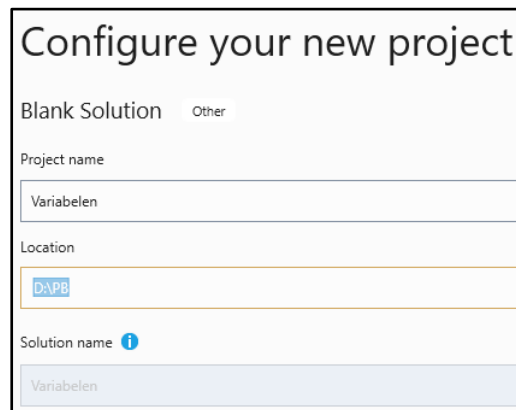 Configure your new project
Blank Solution Other
Project name
Variabelen
Location
D:\PB
Solution name
Variabelen